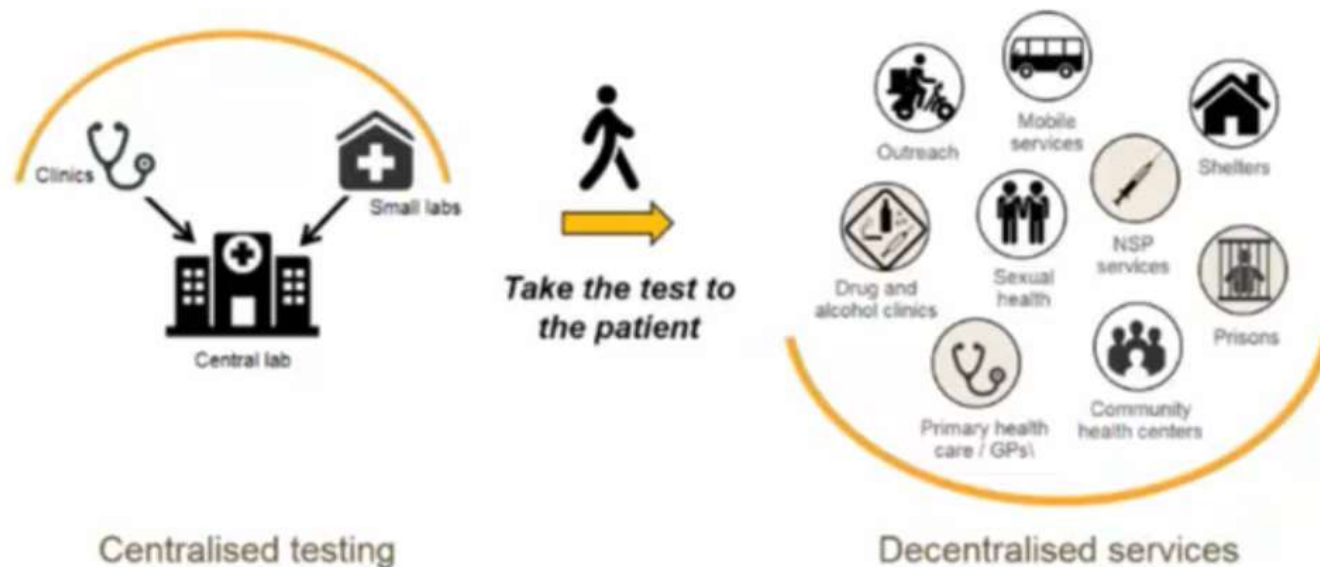 Clinics
Small labs
Central lab
Centralised testing
Take the test to
the patient
Outreach
Mobile
services
Shelters
Drug and
alcohol clinics
Sexual
health
NSP
services
Prisons
Primary health
care / GPs\
Community
health centers
Decentralised services